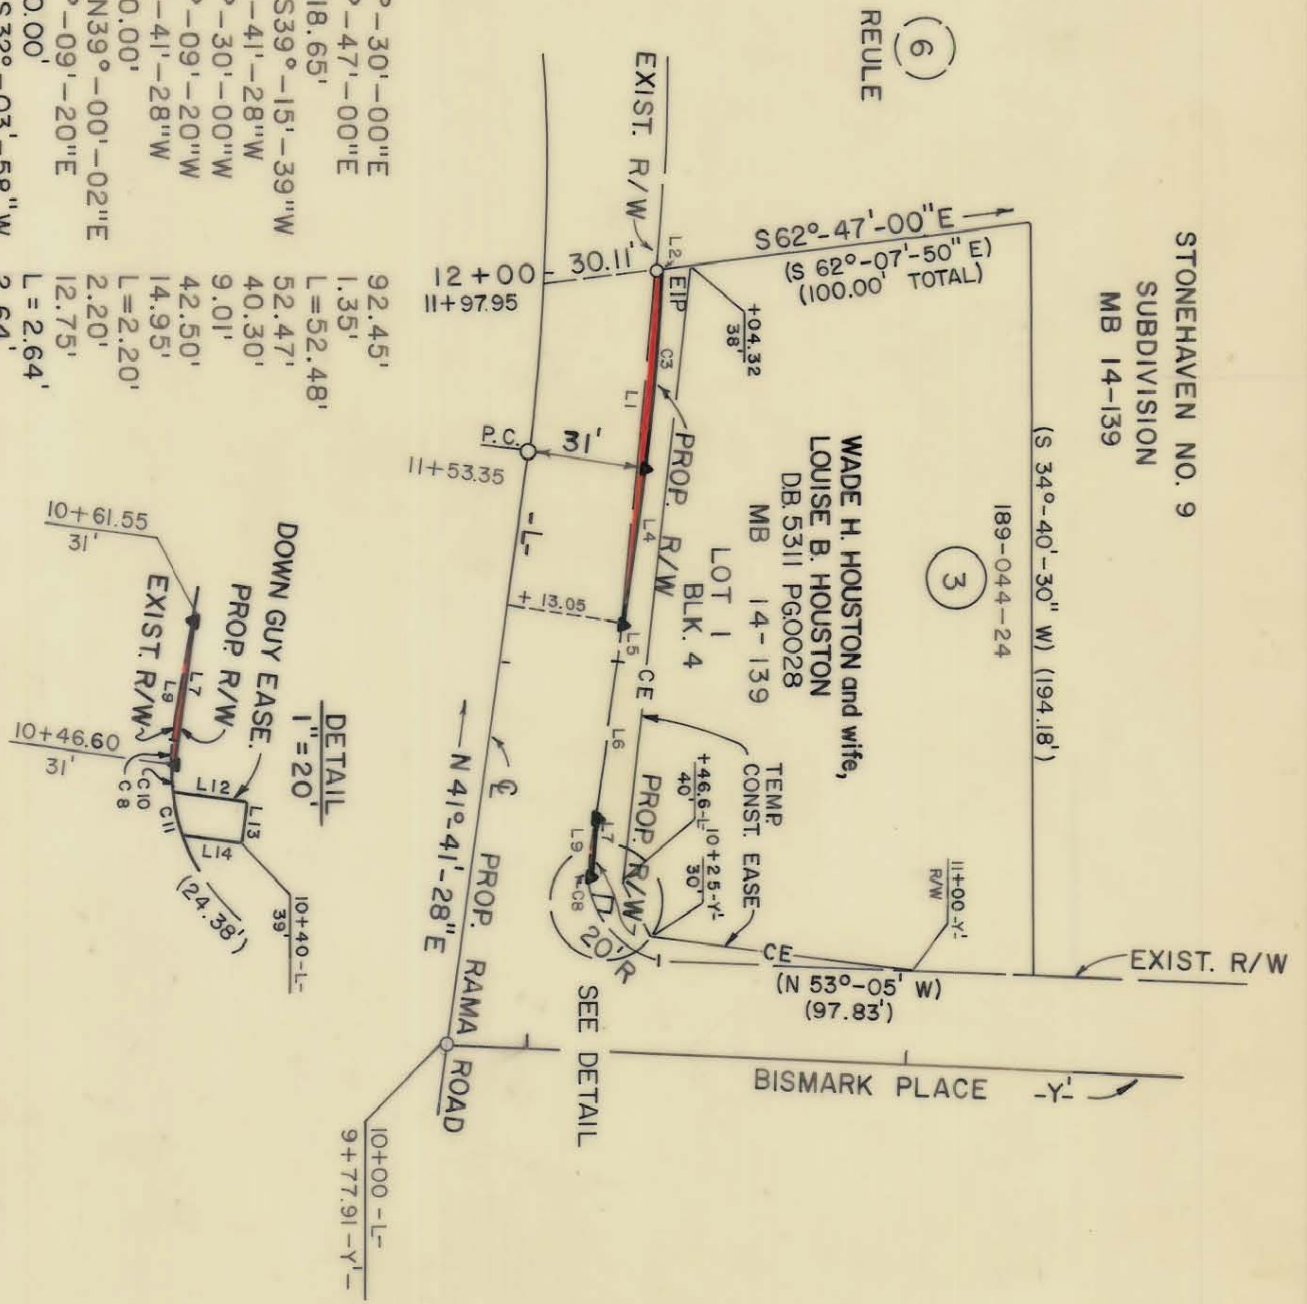 STONEHAVEN NO. 9
SUBDIVISION
MB 14-139
6
REULE
EXIST. R/W
S62°-47'-00"E
(S 62°-07'-50" E)
(100.00' TOTAL)
(S 34°-40'-30" W) (194.18')
189-044-24
3
WADE H. HOUSTON and wife,
LOUISE B. HOUSTON
D.B. 5311 PG.0028
MB 14-139
LOT 1
BLK. 4
L2
EIP
+04.32
38'
30.11'
12+00
11+97.95
C3
L1
PROP. R/W
P.C.
31'
11+53.35
L4
-L-
+ 13.05
L5
CE
L6
TEMP.
CONST. EASE
+46.6-L-
40'
10+25-Y-
30'
PROP. R/W
L7
L9
C8
20' R
11+00-Y-
R/W
CE
(N 53°-05' W)
(97.83')
EXIST. R/W
BISMARK PLACE -Y-
SEE DETAIL
℄
PROP. RAMA ROAD
N 41°-41'-28" E
10+00-L-
9+77.91-Y-
DETAIL
1"=20'
DOWN GUY EASE.
PROP. R/W
EXIST. R/W
10+61.55
31'
L7
L9
10+46.60
31'
C10
C8
L12
L13
L14
C11
(24.38')
10+40-L-
39'
°-30'-00"E 92.45'
°-47'-00"E 1.35'
18.65' L=52.48'
S39°-15'-39"W 52.47'
-41'-28"W 40.30'
°-30'-00"W 9.01'
°-09'-20"W 42.50'
-41'-28"W 14.95'
0.00' L=2.20'
N39°-00'-02"E 2.20'
°-09'-20"E 12.75'
0.00' L=2.64'
S32°-03'-58"W 2.64'